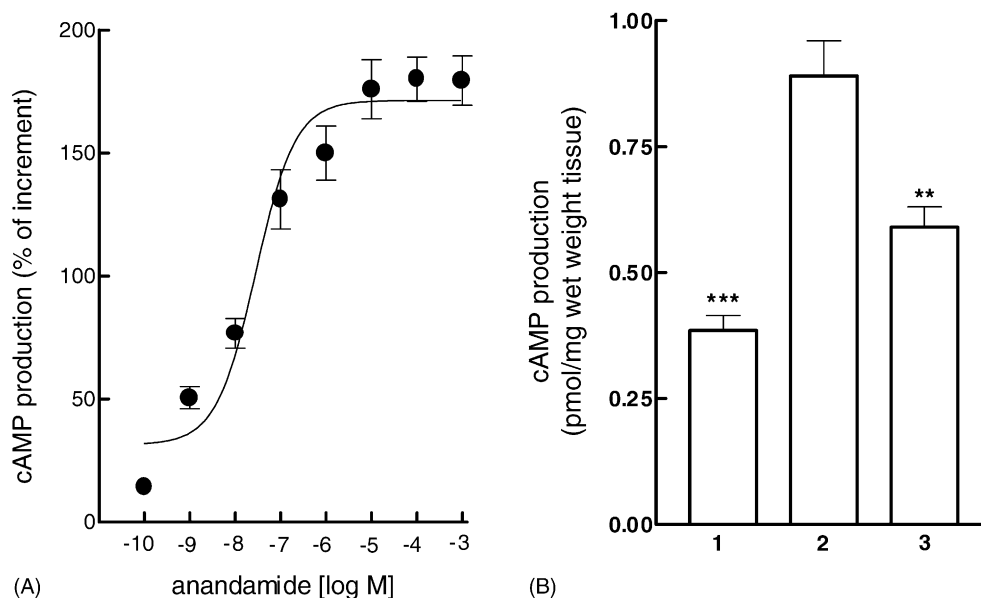 cAMP production (% of increment)
200
150
100
50
0
-10 -9 -8 -7 -6 -5 -4 -3
anandamide [log M]
(A)
cAMP production
(pmol/mg wet weight tissue)
1.00
0.75
0.50
0.25
0.00
***
**
1 2 3
(B)